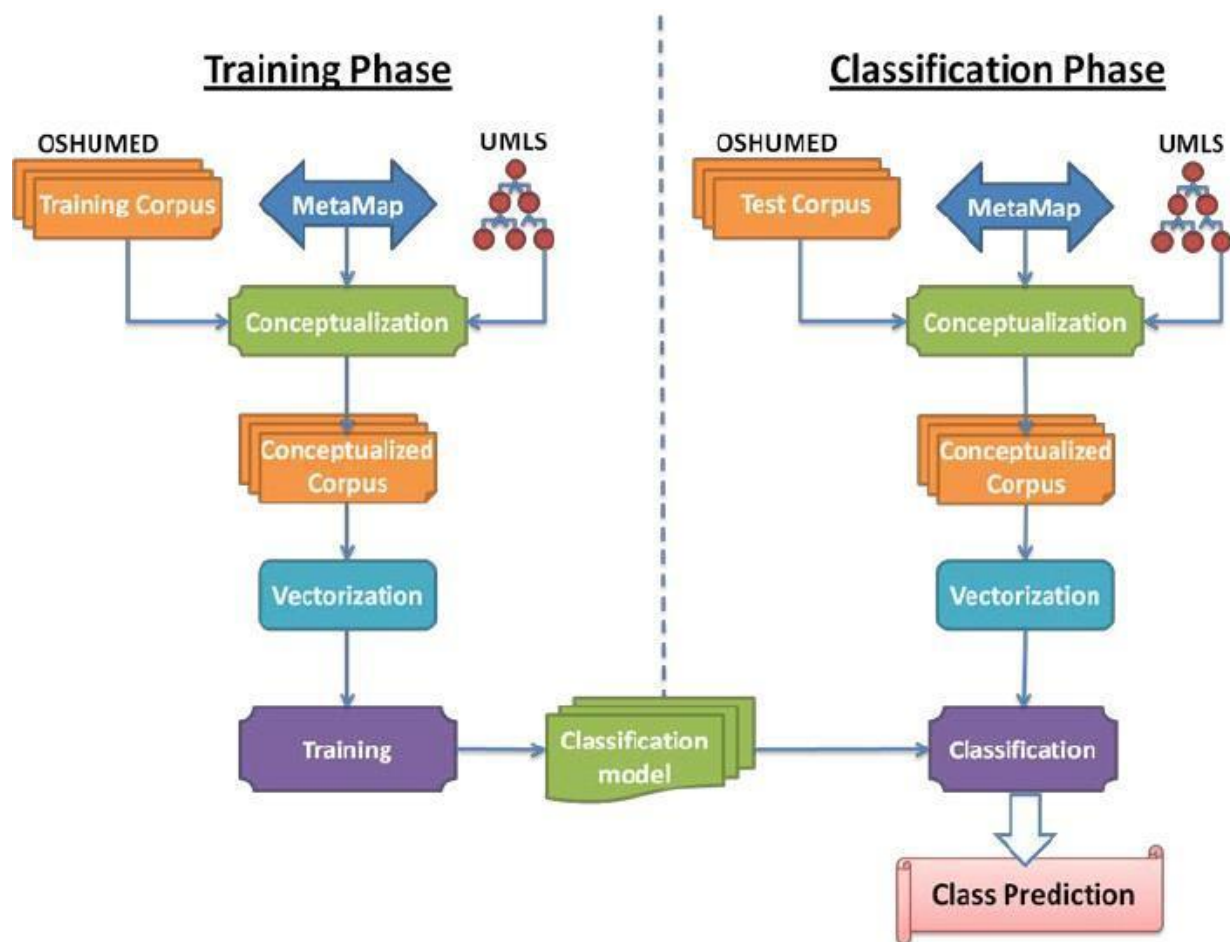 Training Phase
OSHUMED
Training Corpus
MetaMap
UMLS
Conceptualization
Conceptualized
Corpus
Vectorization
Training
Classification
model
Classification Phase
OSHUMED
Test Corpus
MetaMap
UMLS
Conceptualization
Conceptualized
Corpus
Vectorization
Classification
Class Prediction